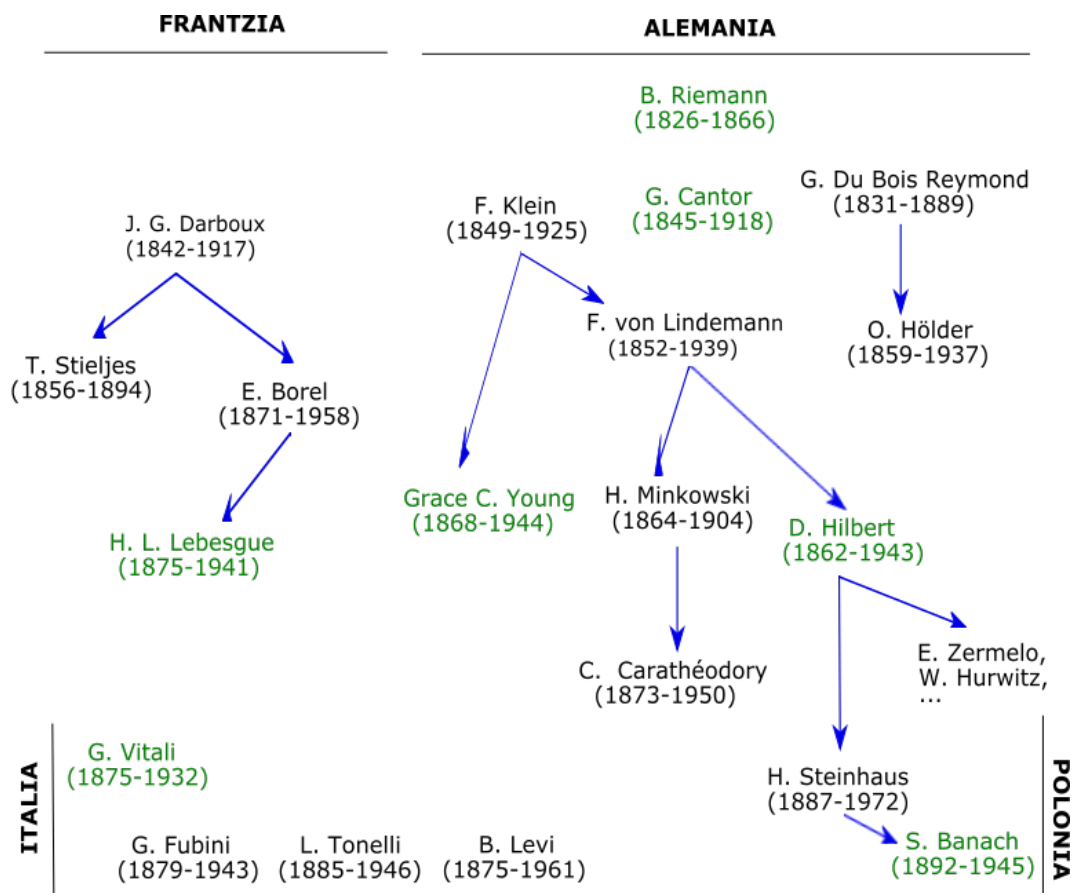 FRANTZIA
ALEMANIA
B. Riemann
(1826-1866)
G. Du Bois Reymond
(1831-1889)
G. Cantor
(1845-1918)
F. Klein
(1849-1925)
J. G. Darboux
(1842-1917)
F. von Lindemann
(1852-1939)
O. Hölder
(1859-1937)
T. Stieljes
(1856-1894)
E. Borel
(1871-1958)
Grace C. Young
(1868-1944)
H. Minkowski
(1864-1904)
D. Hilbert
(1862-1943)
H. L. Lebesgue
(1875-1941)
C. Carathéodory
(1873-1950)
E. Zermelo,
W. Hurwitz,
...
ITALIA
G. Vitali
(1875-1932)
H. Steinhaus
(1887-1972)
POLONIA
G. Fubini
(1879-1943)
L. Tonelli
(1885-1946)
B. Levi
(1875-1961)
S. Banach
(1892-1945)